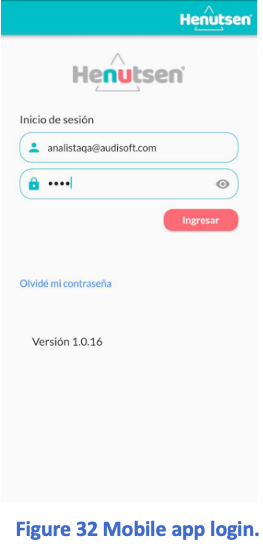 Henutsen
Henutsen
Inicio de sesión
analistaqa@audisoft.com
••••
Ingresar
Olvidé mi contraseña
Versión 1.0.16
Figure 32 Mobile app login.